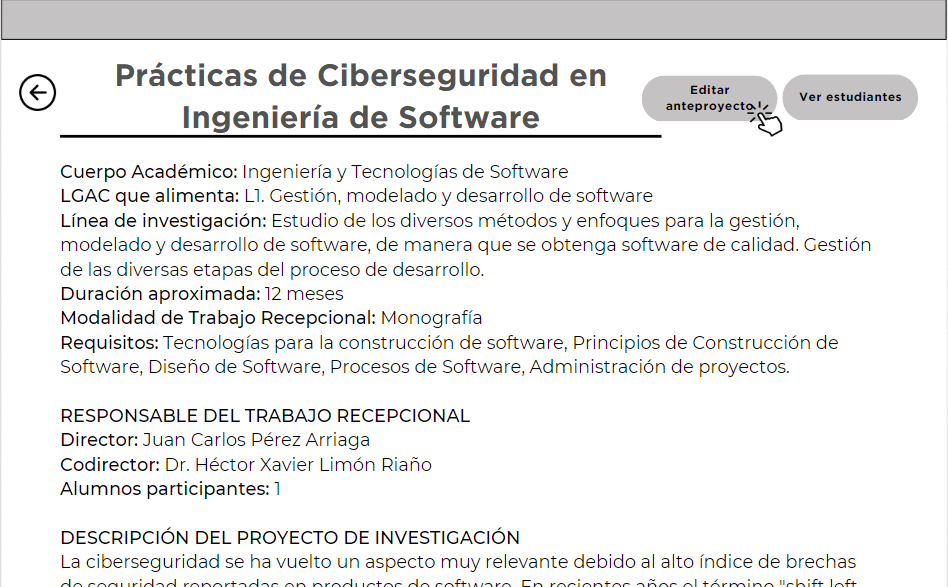 Prácticas de Ciberseguridad en
Ingeniería de Software
Editar
anteproyecto
Ver estudiantes
Cuerpo Académico: Ingeniería y Tecnologías de Software
LGAC que alimenta: L1. Gestión, modelado y desarrollo de software
Línea de investigación: Estudio de los diversos métodos y enfoques para la gestión,
modelado y desarrollo de software, de manera que se obtenga software de calidad. Gestión
de las diversas etapas del proceso de desarrollo.
Duración aproximada: 12 meses
Modalidad de Trabajo Recepcional: Monografía
Requisitos: Tecnologías para la construcción de software, Principios de Construcción de
Software, Diseño de Software, Procesos de Software, Administración de proyectos.
RESPONSABLE DEL TRABAJO RECEPCIONAL
Director: Juan Carlos Pérez Arriaga
Codirector: Dr. Héctor Xavier Limón Riaño
Alumnos participantes: 1
DESCRIPCIÓN DEL PROYECTO DE INVESTIGACIÓN
La ciberseguridad se ha vuelto un aspecto muy relevante debido al alto índice de brechas
de seguridad reportadas en productos de software. En recientes años el término "shift left